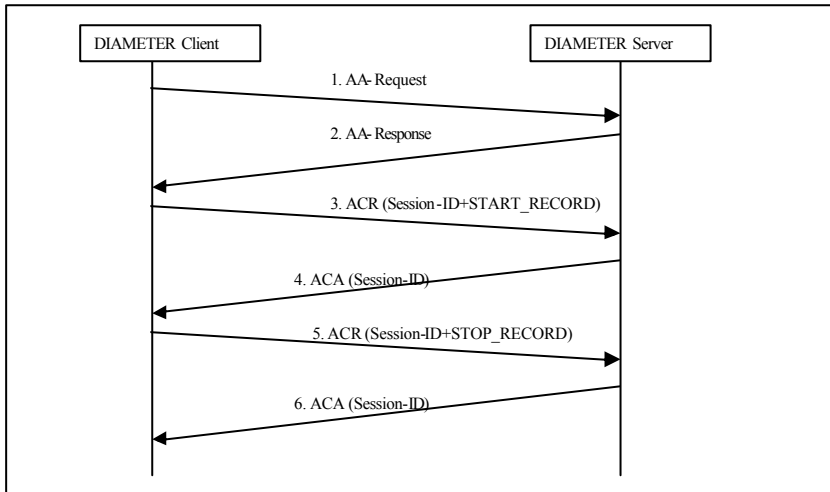 DIAMETER Client
DIAMETER Server
1. AA-Request
2. AA-Response
3. ACR (Session-ID+START_RECORD)
4. ACA (Session-ID)
5. ACR (Session-ID+STOP_RECORD)
6. ACA (Session-ID)